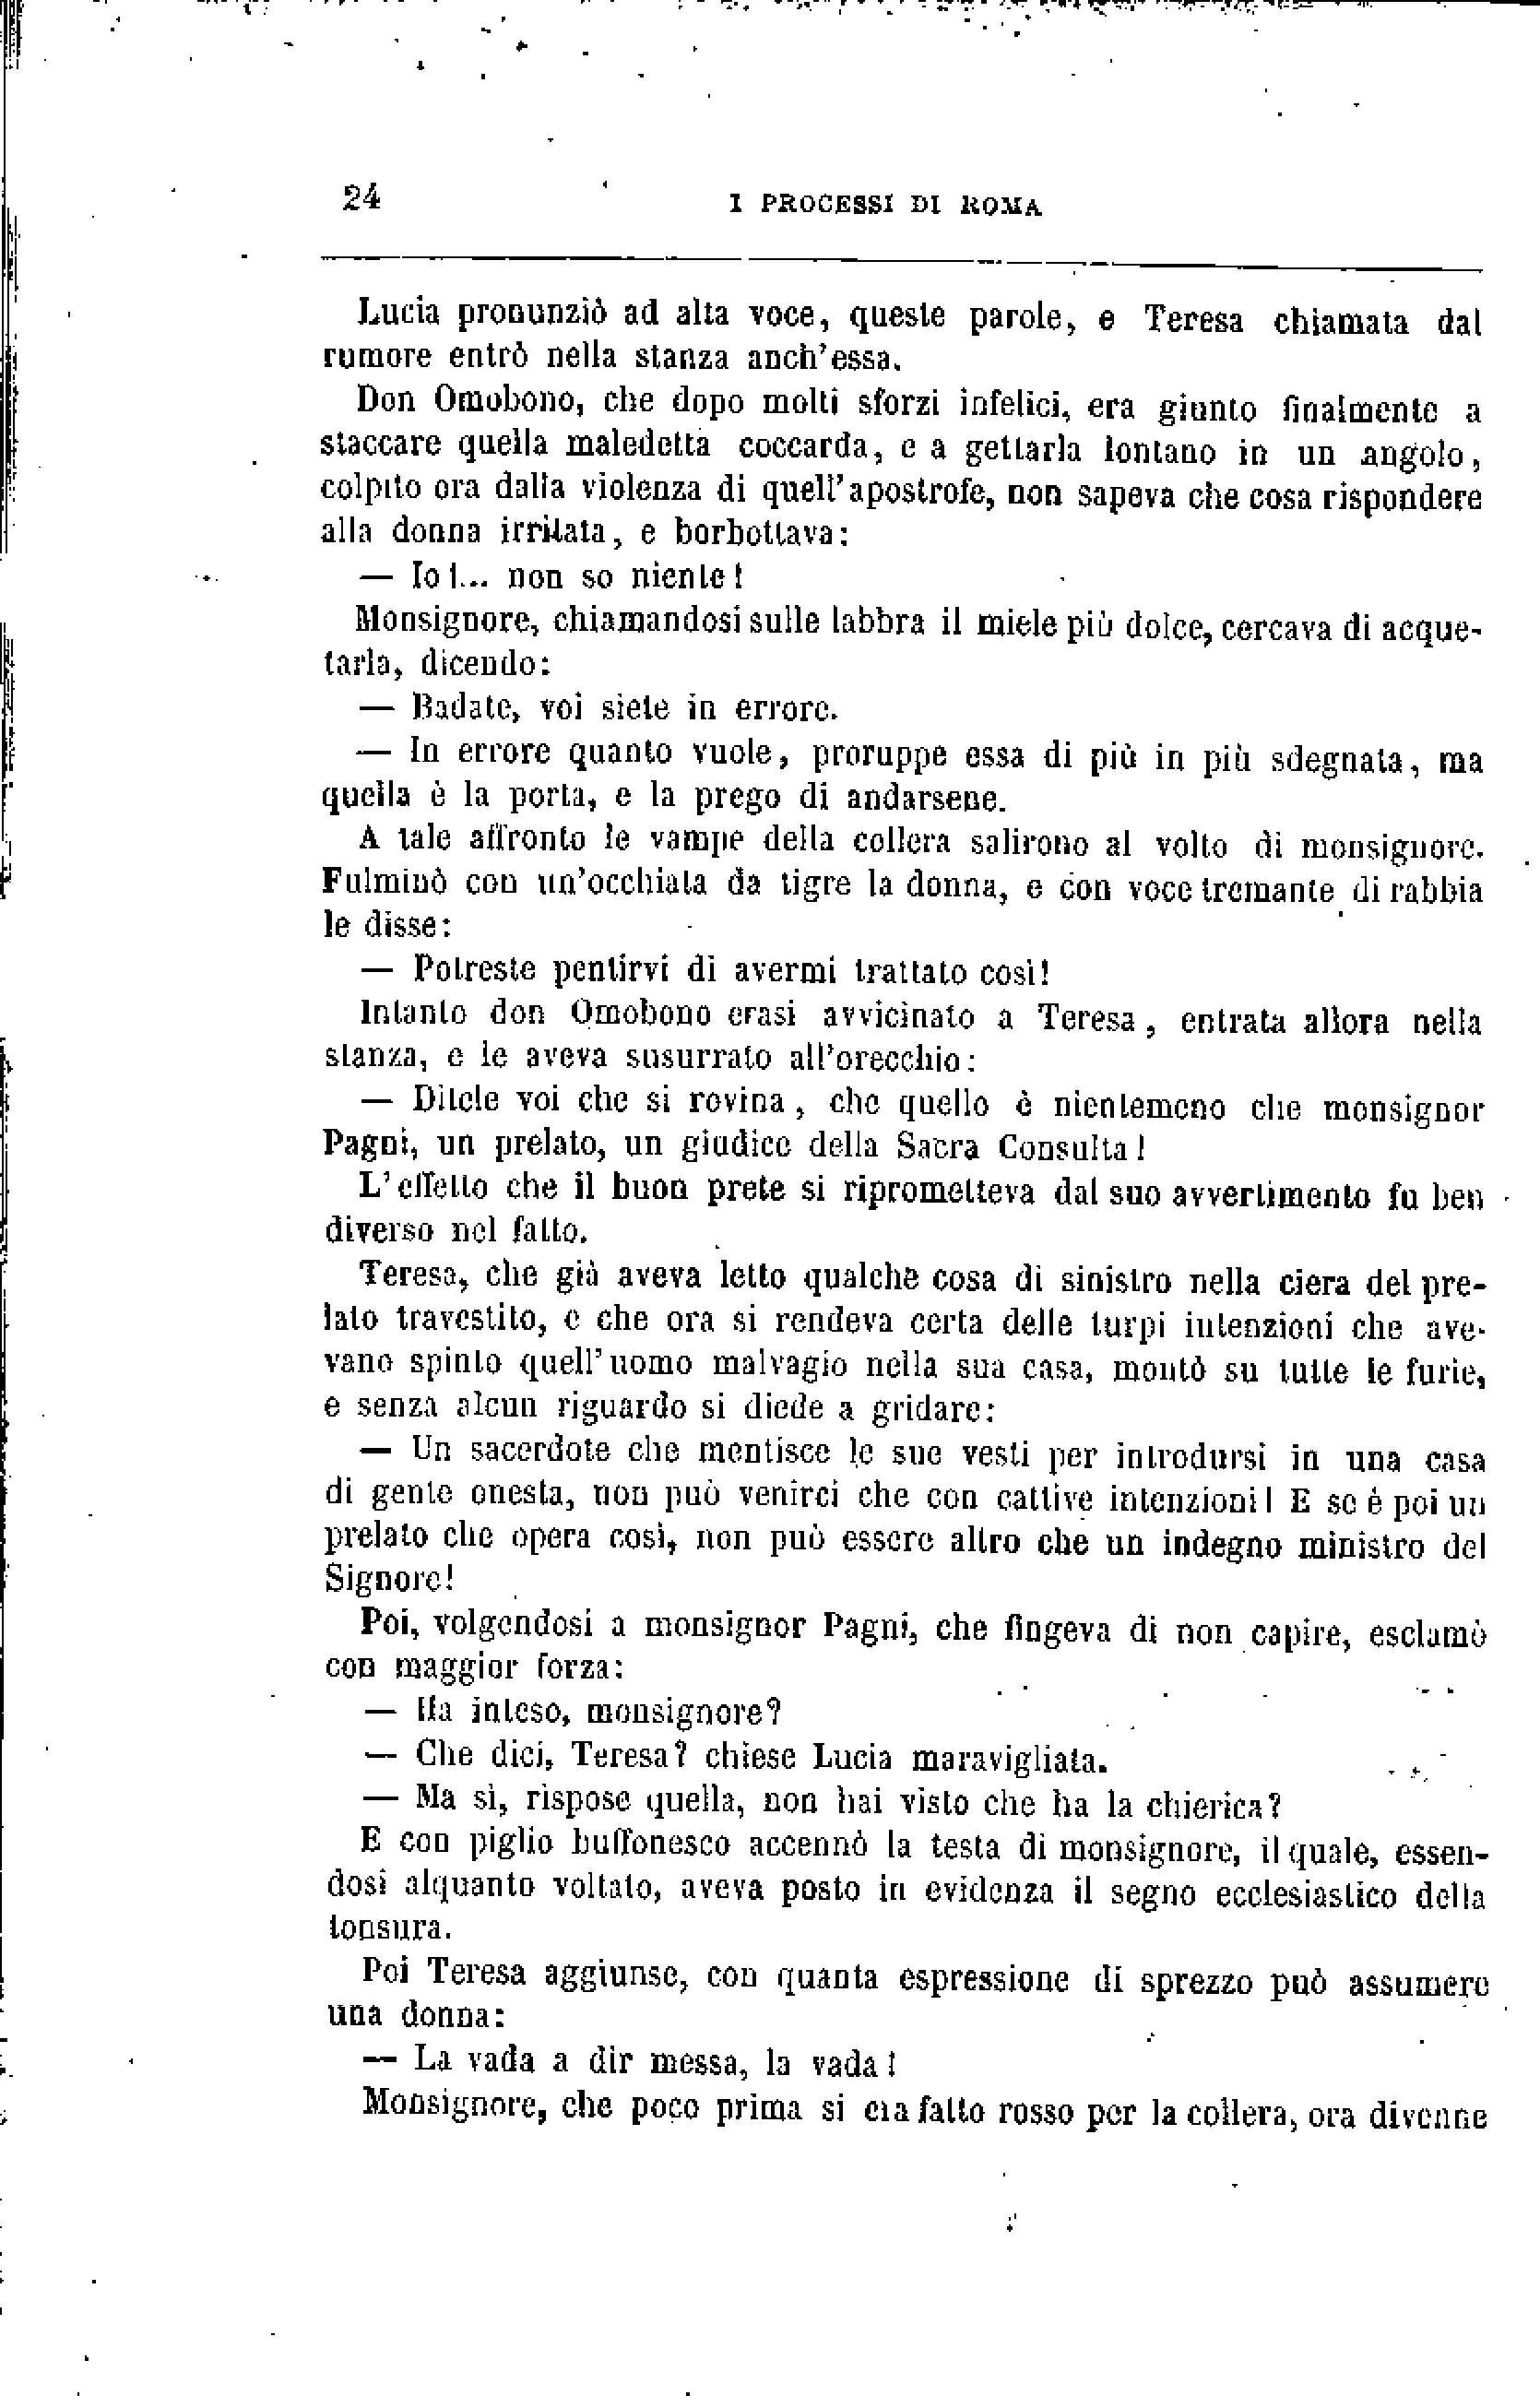 24
I PROCESSI DI ROMA
Lucia pronunziò ad alta voce, queste parole, e Teresa chiamata dal
rumore entrò nella stanza anch'essa.
Don Omobono, che dopo molti sforzi infelici, era giunto finalmente a
staccare quella maledetta coccarda, e a gettarla lontano in un angolo,
colpito ora dalla violenza di quell'apostrofe, non sapeva che cosa rispondere
alla donna irritata, e borbottava:
— Io!... non so niente!
Monsignore, chiamandosi sulle labbra il miele più dolce, cercava di acque-
tarla, dicendo:
— Badate, voi siete in errore.
— In errore quanto vuole, proruppe essa di più in più sdegnata, ma
quella è la porta, e la prego di andarsene.
A tale affronto le vampe della collera salirono al volto di monsignore.
Fulminò con un'occhiata da tigre la donna, e con voce tremante di rabbia
le disse:
— Potreste pentirvi di avermi trattato così!
Intanto don Omobono erasi avvicinato a Teresa, entrata allora nella
stanza, e le aveva susurrato all'orecchio:
— Ditele voi che si rovina, che quello è nientemeno che monsignor
Pagni, un prelato, un giudice della Sacra Consulta!
L'effetto che il buon prete si riprometteva dal suo avvertimento fu ben
diverso nel fatto.
Teresa, che già aveva letto qualche cosa di sinistro nella ciera del pre-
lato travestito, e che ora si rendeva certa delle turpi intenzioni che ave-
vano spinto quell'uomo malvagio nella sua casa, montò su tutte le furie,
e senza alcun riguardo si diede a gridare:
— Un sacerdote che mentisce le sue vesti per introdursi in una casa
di gente onesta, non può venirci che con cattive intenzioni! E se è poi un
prelato che opera così, non può essere altro che un indegno ministro del
Signore!
Poi, volgendosi a monsignor Pagni, che fingeva di non capire, esclamò
con maggior forza:
— Ha inteso, monsignore?
— Che dici, Teresa? chiese Lucia maravigliata.
— Ma sì, rispose quella, non hai visto che ha la chierica?
E con piglio buffonesco accennò la testa di monsignore, il quale, essen-
dosi alquanto voltato, aveva posto in evidenza il segno ecclesiastico della
tonsura.
Poi Teresa aggiunse, con quanta espressione di sprezzo può assumere
una donna:
— La vada a dir messa, la vada!
Monsignore, che poco prima si era fatto rosso per la collera, ora divenne